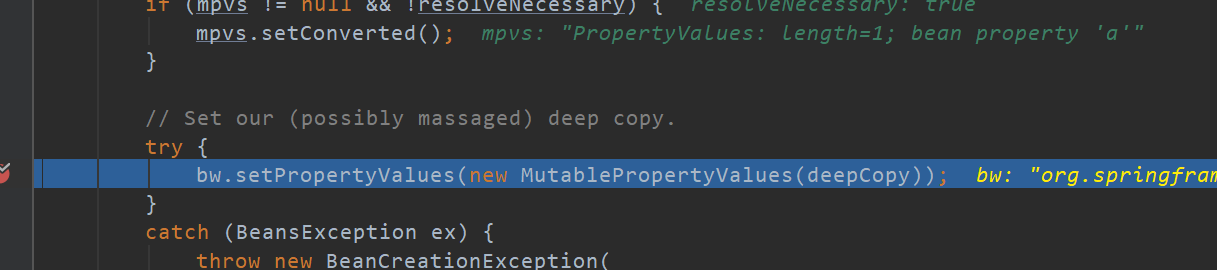 if (mpvs != null && !resolveNecessary) {  resolveNecessary: true
mpvs.setConverted();  mpvs: "PropertyValues: length=1; bean property 'a'"
}
// Set our (possibly massaged) deep copy.
try {
bw.setPropertyValues(new MutablePropertyValues(deepCopy));  bw: "org.springfram
}
catch (BeansException ex) {
throw new BeanCreationException(